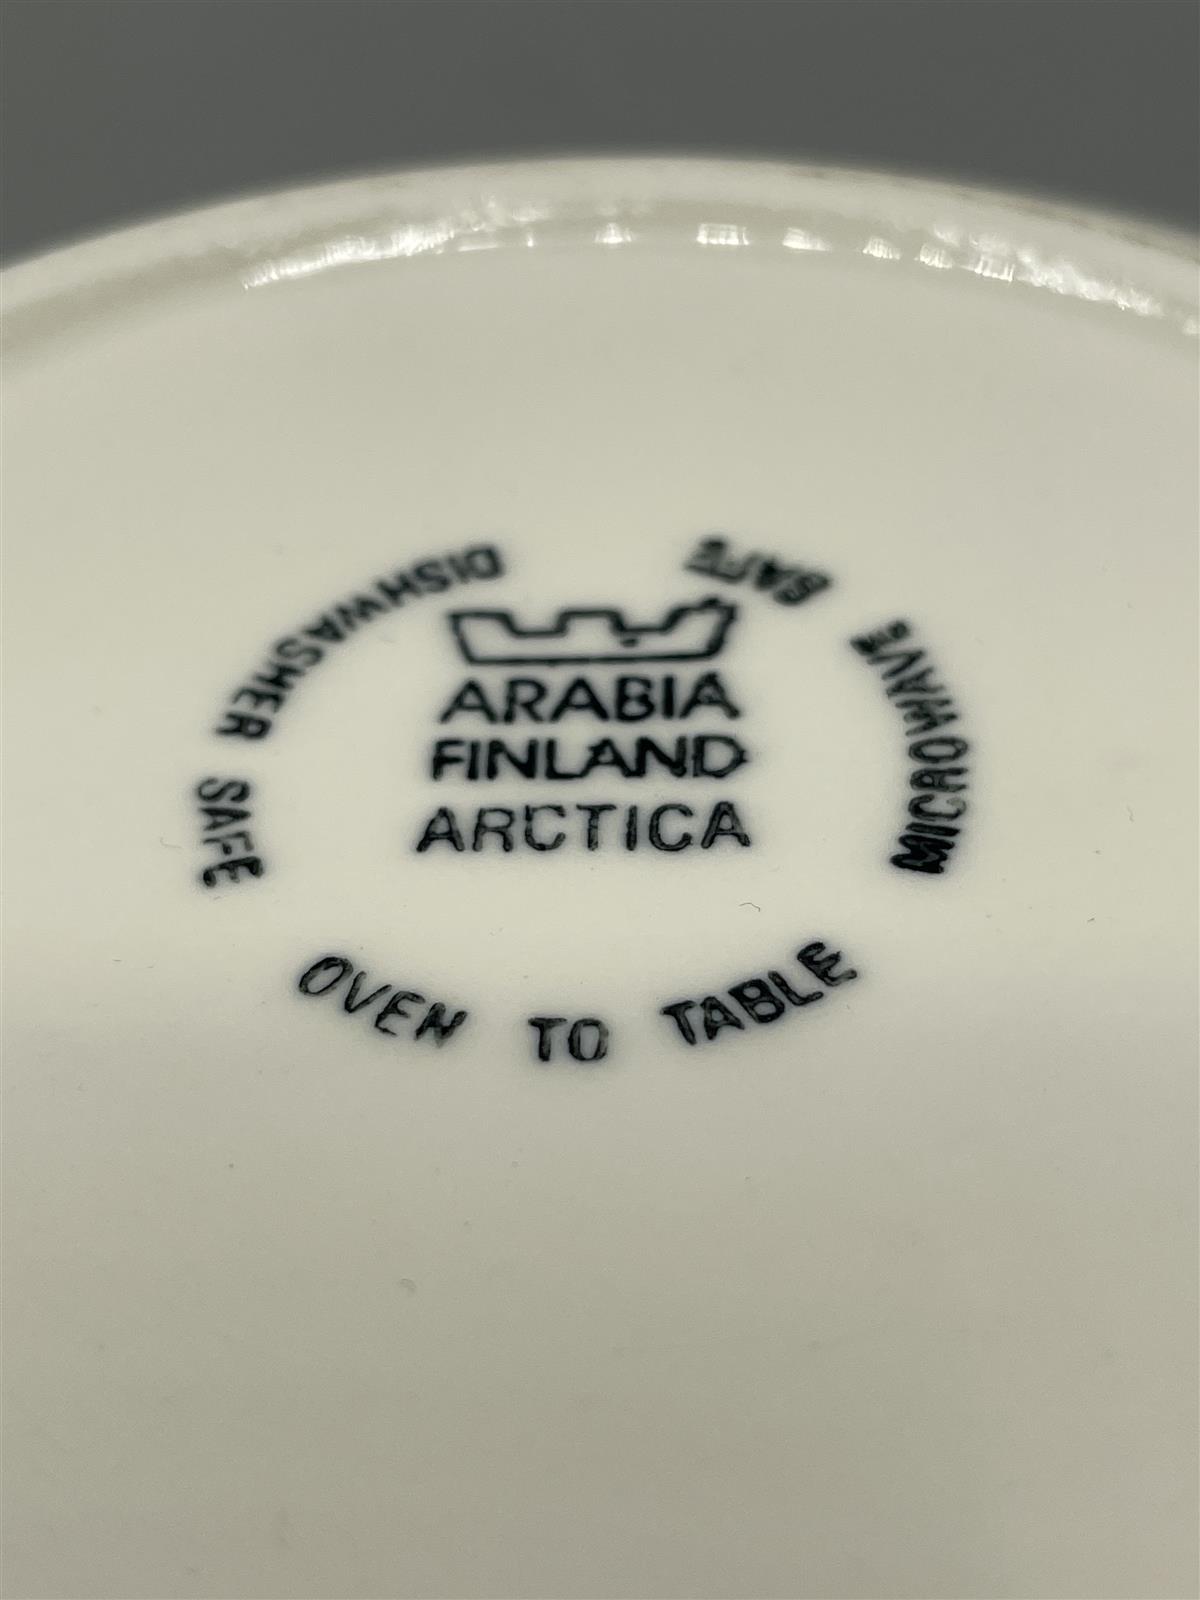 ARABIA
FINLAND
ARCTICA
DISHWASHER SAFE
OVEN TO TABLE
MICROWAVE SAFE